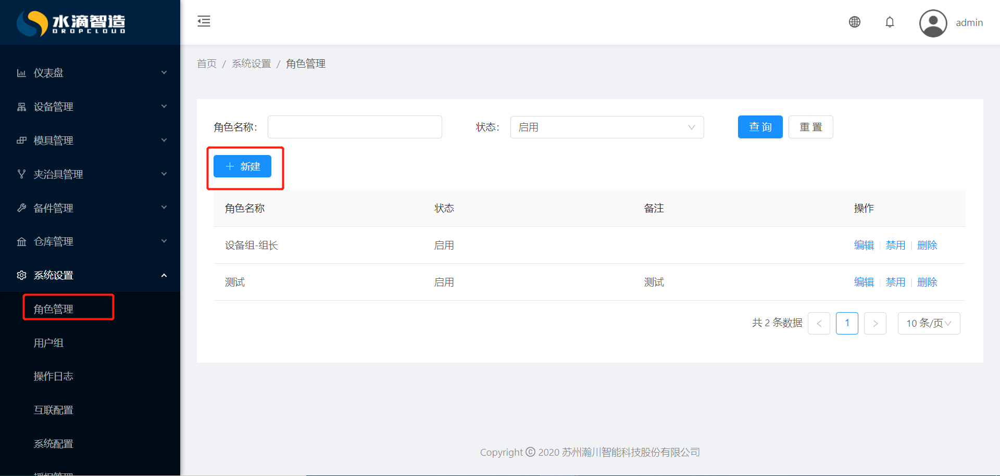 水滴智造
DROPCLOUD
admin
仪表盘
设备管理
模具管理
夹治具管理
备件管理
仓库管理
系统设置
角色管理
用户组
操作日志
互联配置
系统配置
首页 / 系统设置 / 角色管理
角色名称: 状态: 启用 查 询 重 置
+ 新建
角色名称 状态 备注 操作
设备组-组长 启用 编辑 | 禁用 | 删除
测试 启用 测试 编辑 | 禁用 | 删除
共 2 条数据 < 1 > 10 条/页
Copyright © 2020 苏州瀚川智能科技股份有限公司